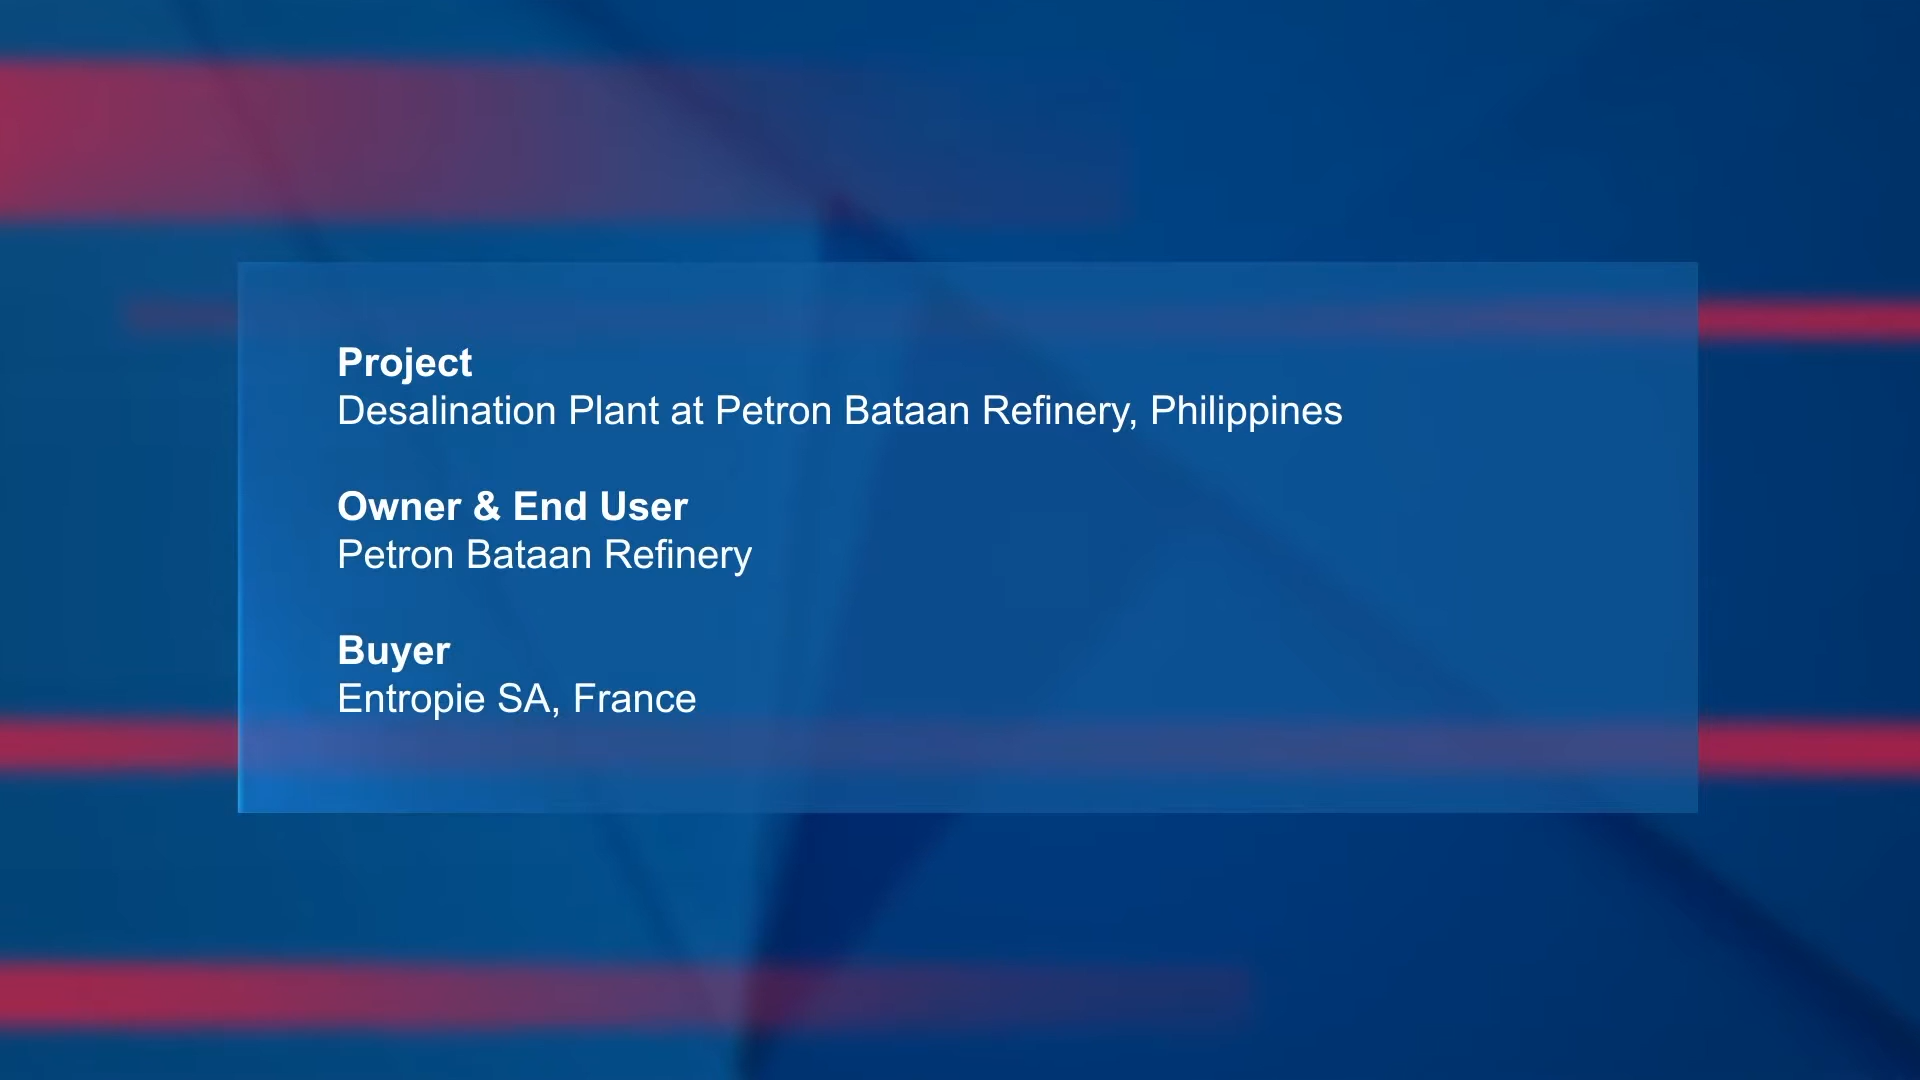 Project
Desalination Plant at Petron Bataan Refinery, Philippines
Owner & End User
Petron Bataan Refinery
Buyer
Entropie SA, France